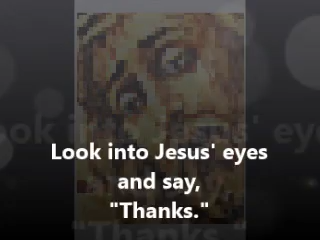 Look into Jesus' eyes
and say,
"Thanks."